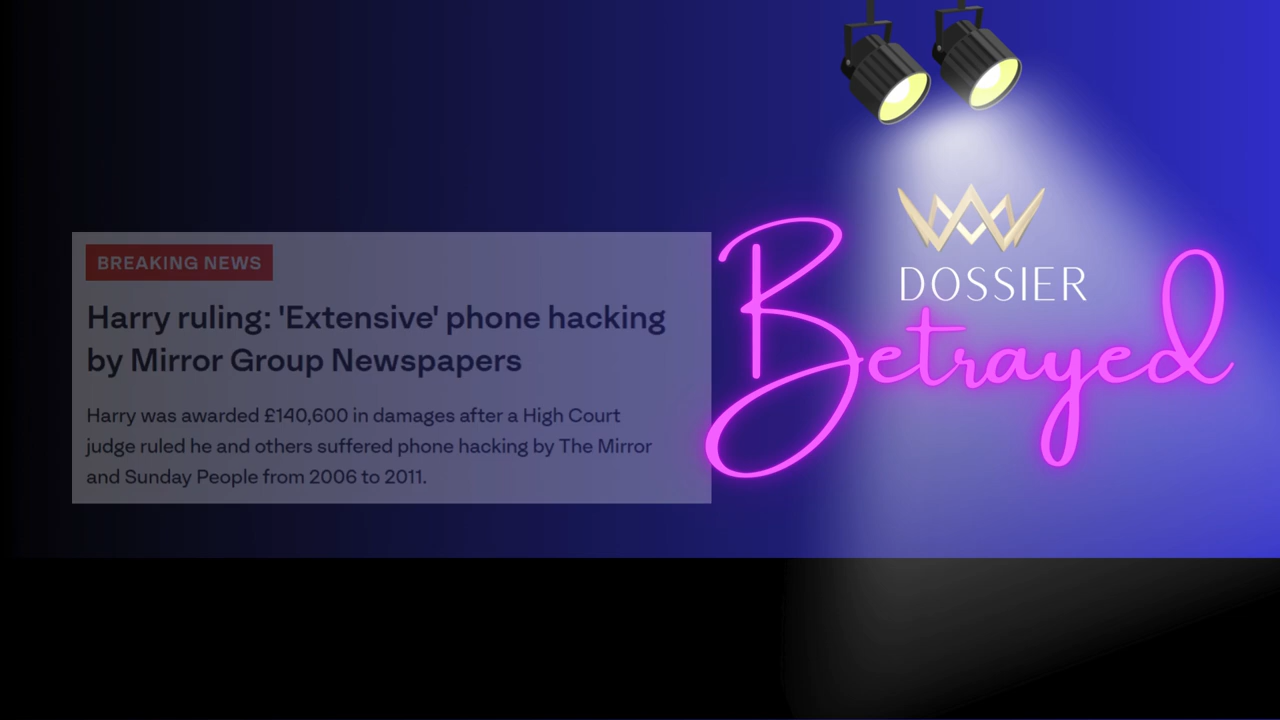 BREAKING NEWS
Harry ruling: 'Extensive' phone hacking
by Mirror Group Newspapers
Harry was awarded £140,600 in damages after a High Court
judge ruled he and others suffered phone hacking by The Mirror
and Sunday People from 2006 to 2011.
DOSSIER
Betrayed